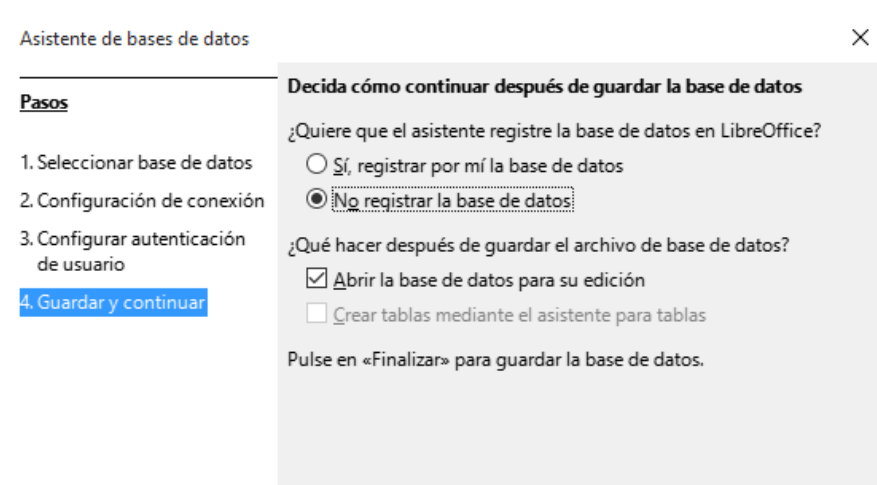 Asistente de bases de datos
Pasos
1. Seleccionar base de datos
2. Configuración de conexión
3. Configurar autenticación
de usuario
4. Guardar y continuar
Decida cómo continuar después de guardar la base de datos
¿Quiere que el asistente registre la base de datos en LibreOffice?
Sí, registrar por mí la base de datos
No registrar la base de datos
¿Qué hacer después de guardar el archivo de base de datos?
Abrir la base de datos para su edición
Crear tablas mediante el asistente para tablas
Pulse en «Finalizar» para guardar la base de datos.